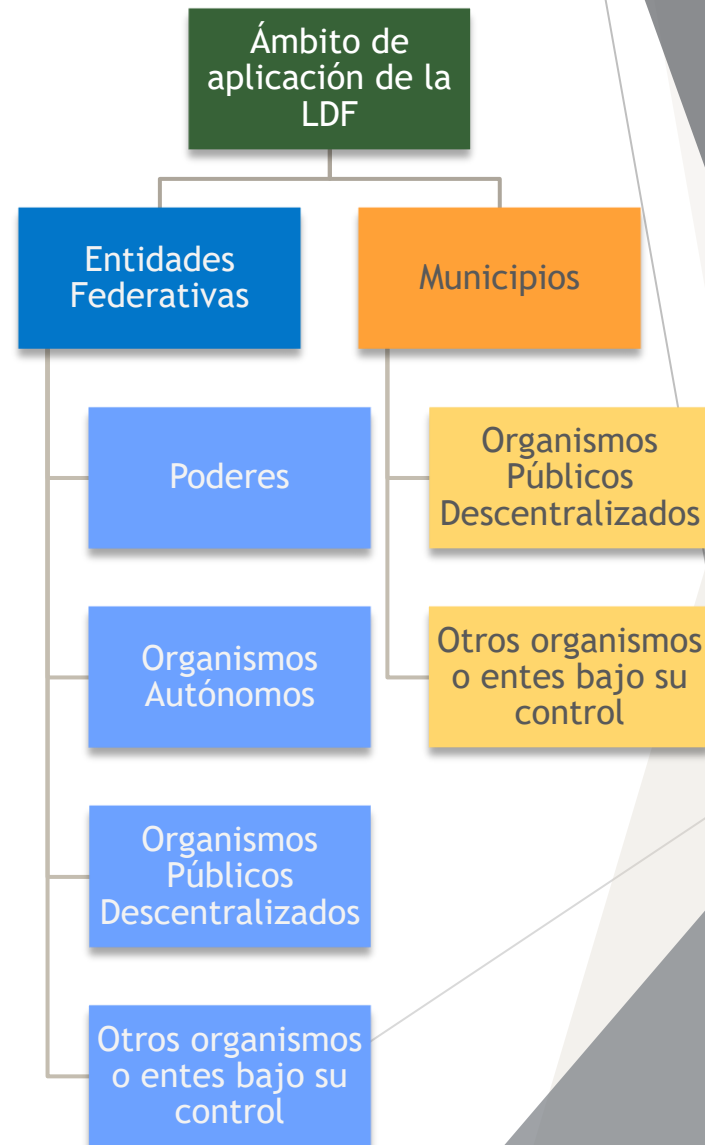 Ámbito de
aplicación de la
LDF
Entidades
Federativas
Municipios
Poderes
Organismos
Autónomos
Organismos
Públicos
Descentralizados
Otros organismos
o entes bajo su
control
Organismos
Públicos
Descentralizados
Otros organismos
o entes bajo su
control